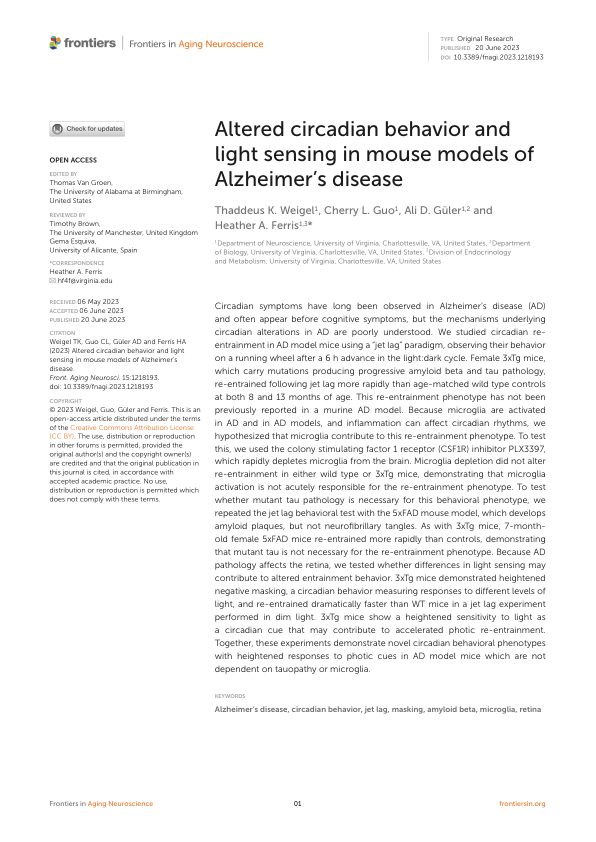 frontiers | Frontiers in Aging Neuroscience
TYPE Original Research
PUBLISHED 20 June 2023
DOI 10.3389/fnagi.2023.1218193
Check for updates
OPEN ACCESS
EDITED BY
Thomas Van Groen,
The University of Alabama at Birmingham,
United States
REVIEWED BY
Timothy Brown,
The University of Manchester, United Kingdom
Gema Esquiva,
University of Alicante, Spain
*CORRESPONDENCE
Heather A. Ferris
hf4f@virginia.edu
RECEIVED 06 May 2023
ACCEPTED 06 June 2023
PUBLISHED 20 June 2023
CITATION
Weigel TK, Guo CL, Güler AD and Ferris HA
(2023) Altered circadian behavior and light
sensing in mouse models of Alzheimer's
disease.
Front. Aging Neurosci. 15:1218193.
doi: 10.3389/fnagi.2023.1218193
COPYRIGHT
© 2023 Weigel, Guo, Güler and Ferris. This is an
open-access article distributed under the terms
of the Creative Commons Attribution License
(CC BY). The use, distribution or reproduction
in other forums is permitted, provided the
original author(s) and the copyright owner(s)
are credited and that the original publication in
this journal is cited, in accordance with
accepted academic practice. No use,
distribution or reproduction is permitted which
does not comply with these terms.
Altered circadian behavior and
light sensing in mouse models of
Alzheimer's disease
Thaddeus K. Weigel¹, Cherry L. Guo¹, Ali D. Güler¹,² and
Heather A. Ferris¹,³*
¹Department of Neuroscience, University of Virginia, Charlottesville, VA, United States, ²Department
of Biology, University of Virginia, Charlottesville, VA, United States, ³Division of Endocrinology
and Metabolism, University of Virginia, Charlottesville, VA, United States
Circadian symptoms have long been observed in Alzheimer's disease (AD)
and often appear before cognitive symptoms, but the mechanisms underlying
circadian alterations in AD are poorly understood. We studied circadian re-
entrainment in AD model mice using a "jet lag" paradigm, observing their behavior
on a running wheel after a 6 h advance in the light:dark cycle. Female 3xTg mice,
which carry mutations producing progressive amyloid beta and tau pathology,
re-entrained following jet lag more rapidly than age-matched wild type controls
at both 8 and 13 months of age. This re-entrainment phenotype has not been
previously reported in a murine AD model. Because microglia are activated
in AD and in AD models, and inflammation can affect circadian rhythms, we
hypothesized that microglia contribute to this re-entrainment phenotype. To test
this, we used the colony stimulating factor 1 receptor (CSF1R) inhibitor PLX3397,
which rapidly depletes microglia from the brain. Microglia depletion did not alter
re-entrainment in either wild type or 3xTg mice, demonstrating that microglia
activation is not acutely responsible for the re-entrainment phenotype. To test
whether mutant tau pathology is necessary for this behavioral phenotype, we
repeated the jet lag behavioral test with the 5xFAD mouse model, which develops
amyloid plaques, but not neurofibrillary tangles. As with 3xTg mice, 7-month-
old female 5xFAD mice re-entrained more rapidly than controls, demonstrating
that mutant tau is not necessary for the re-entrainment phenotype. Because AD
pathology affects the retina, we tested whether differences in light sensing may
contribute to altered entrainment behavior. 3xTg mice demonstrated heightened
negative masking, a circadian behavior measuring responses to different levels of
light, and re-entrained dramatically faster than WT mice in a jet lag experiment
performed in dim light. 3xTg mice show a heightened sensitivity to light as
a circadian cue that may contribute to accelerated photic re-entrainment.
Together, these experiments demonstrate novel circadian behavioral phenotypes
with heightened responses to photic cues in AD model mice which are not
dependent on tauopathy or microglia.
KEYWORDS
Alzheimer's disease, circadian behavior, jet lag, masking, amyloid beta, microglia, retina
Frontiers in Aging Neuroscience
01
frontiersin.org